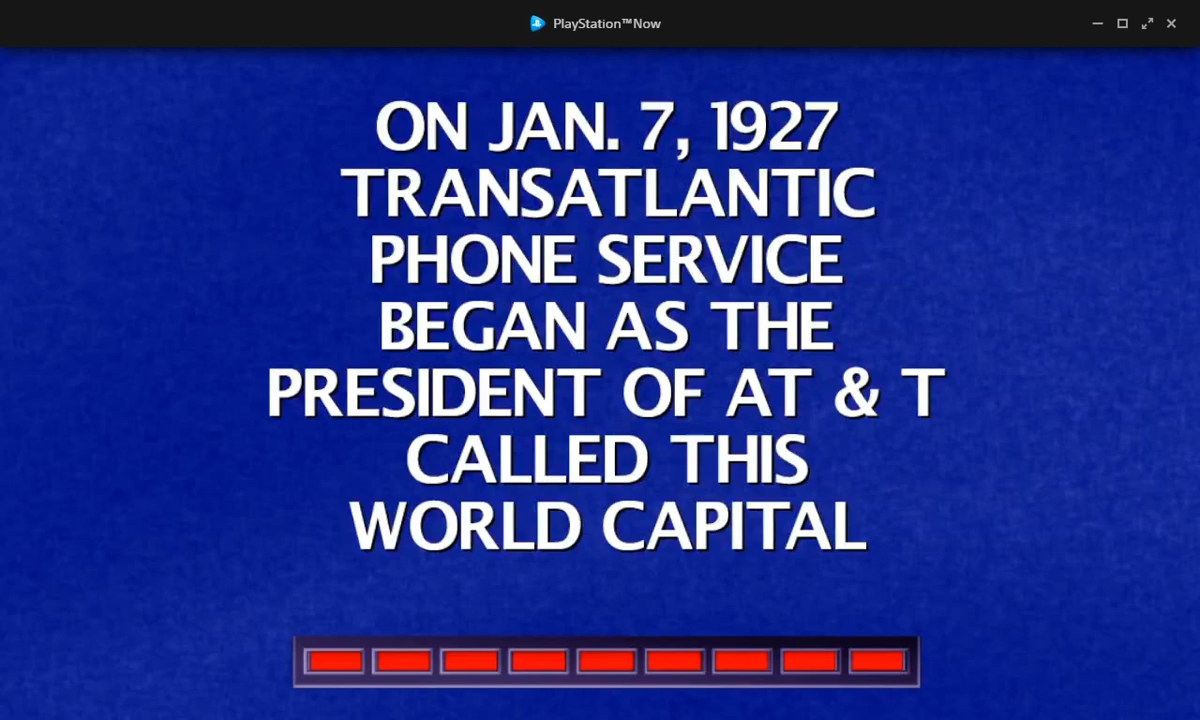 PlayStation™Now
ON JAN. 7, 1927
TRANSATLANTIC
PHONE SERVICE
BEGAN AS THE
PRESIDENT OF AT & T
CALLED THIS
WORLD CAPITAL